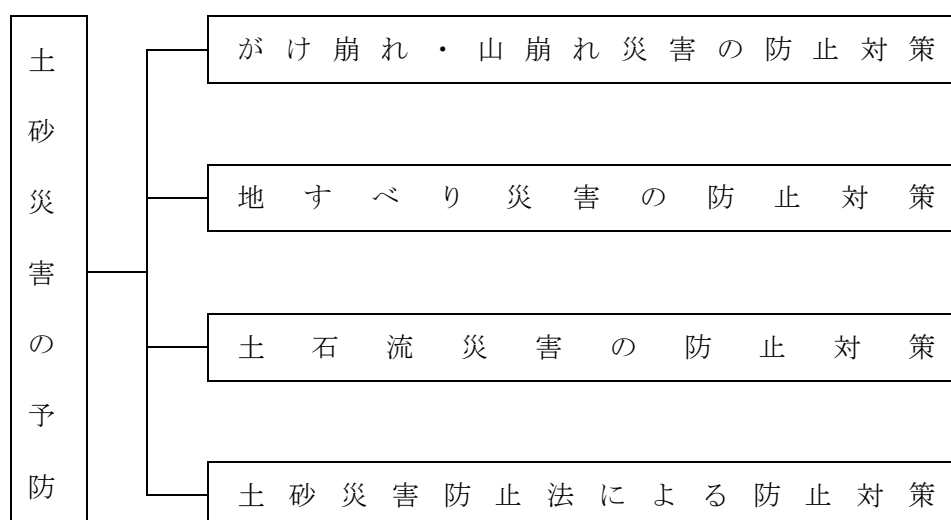 土砂災害の予防
がけ崩れ・山崩れ災害の防止対策
地すべり災害の防止対策
土石流災害の防止対策
土砂災害防止法による防止対策